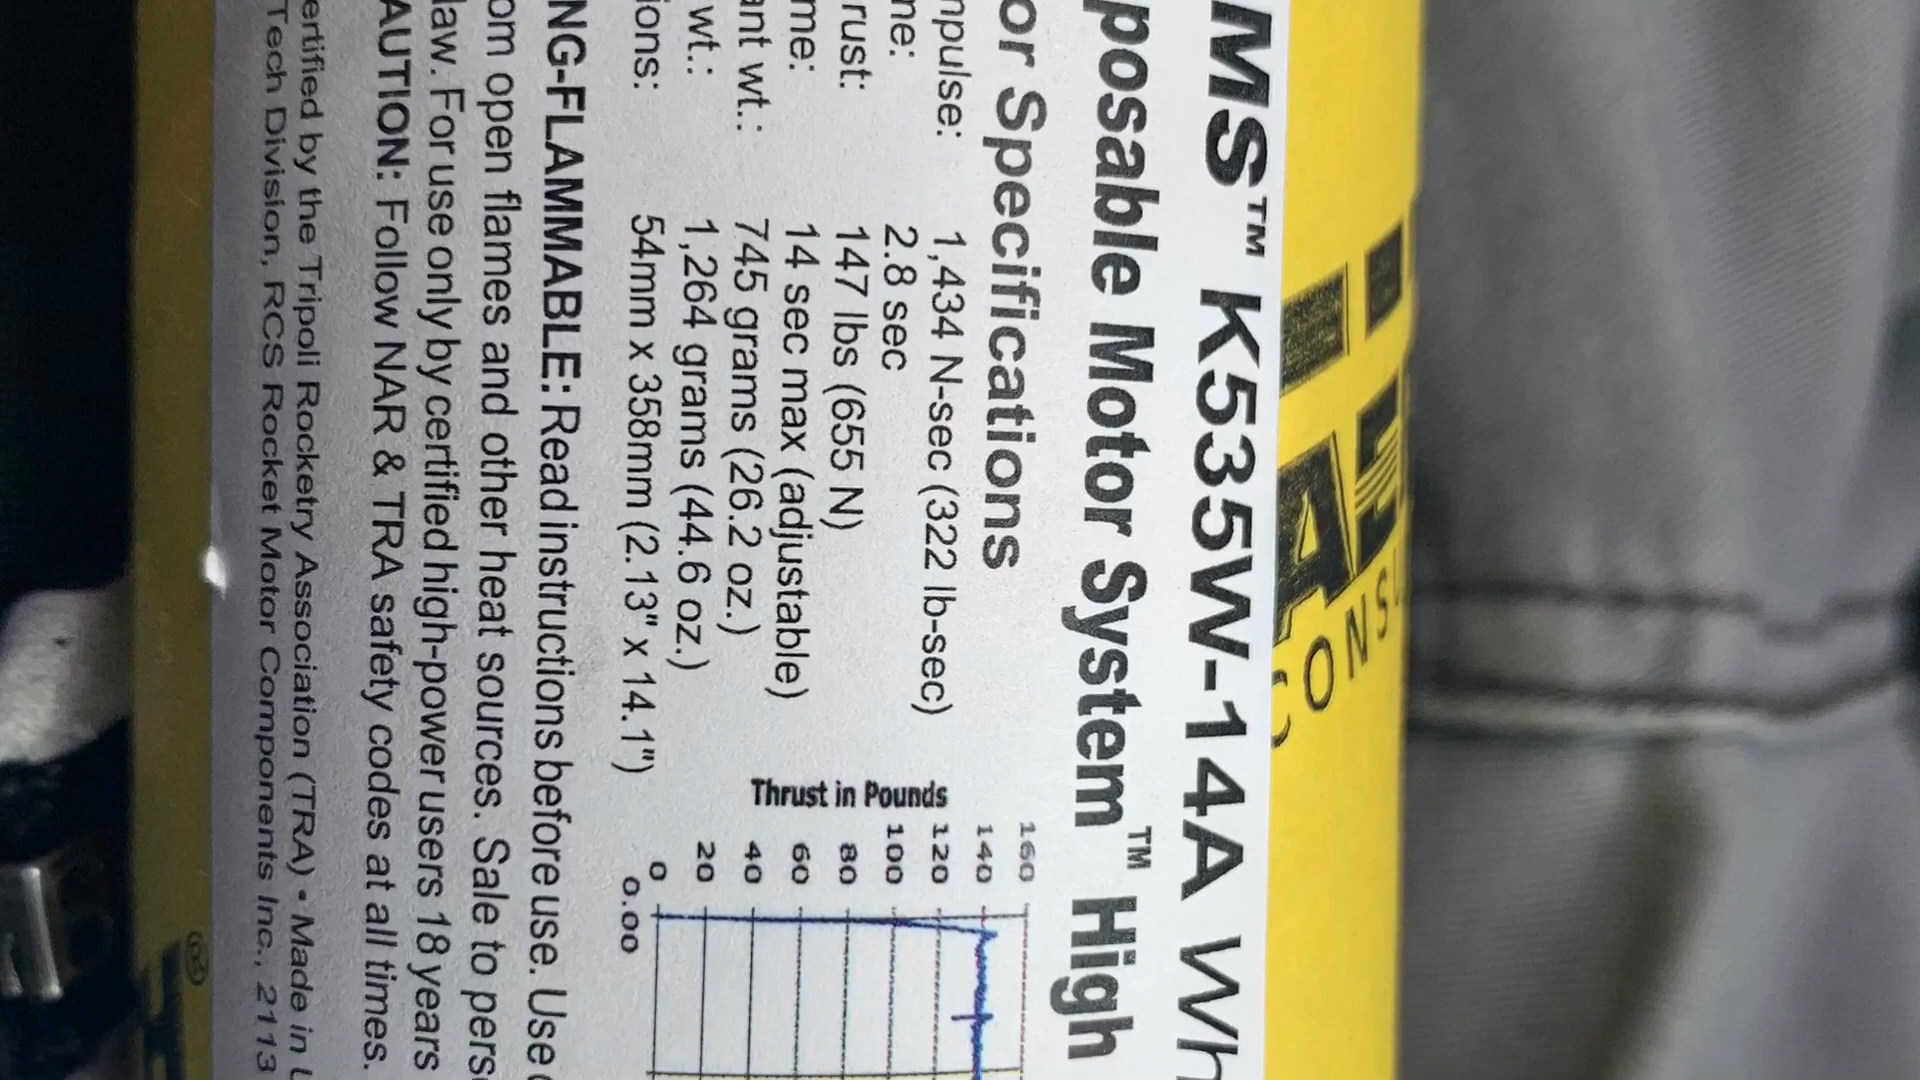 MS™ K535W-14A Wh
posable Motor System™ High
or Specifications
mpulse: 1,434 N-sec (322 lb-sec)
me: 2.8 sec
rust: 147 lbs (655 N)
me: 14 sec max (adjustable)
ant wt.: 745 grams (26.2 oz.)
wt.: 1,264 grams (44.6 oz.)
ions: 54mm x 358mm (2.13" x 14.1")
Thrust in Pounds
160
140
120
100
80
60
40
20
0
0.00
NG-FLAMMABLE: Read instructions before use. Use
om open flames and other heat sources. Sale to pers
law. For use only by certified high-power users 18 years
AUTION: Follow NAR & TRA safety codes at all times.
ertified by the Tripoli Rocketry Association (TRA) • Made in U
Tech Division, RCS Rocket Motor Components Inc., 2113